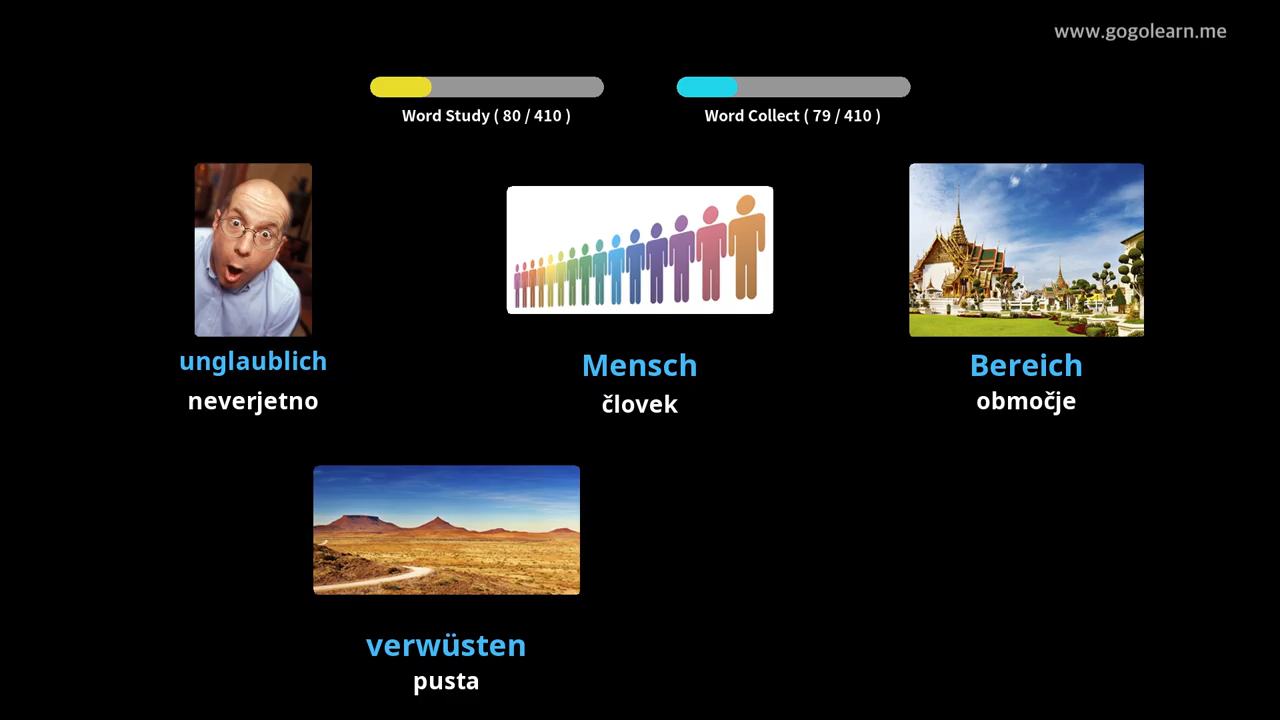 www.gogolearn.me
Word Study ( 80 / 410 )
Word Collect ( 79 / 410 )
unglaublich
neverjetno
Mensch
človek
Bereich
območje
verwüsten
pusta